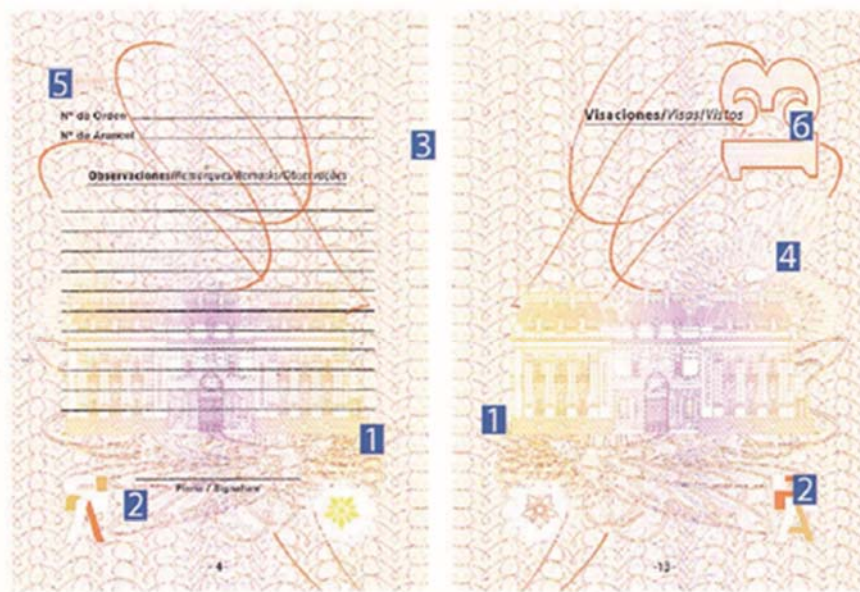 5
Nº de Orden
Nº de Arancel
3
Observaciones/Remarques/Remarks/Observações
1
Firma / Signature
2
- 4 -
13
Visaciones/Visas/Vistos
6
4
1
2
-13-